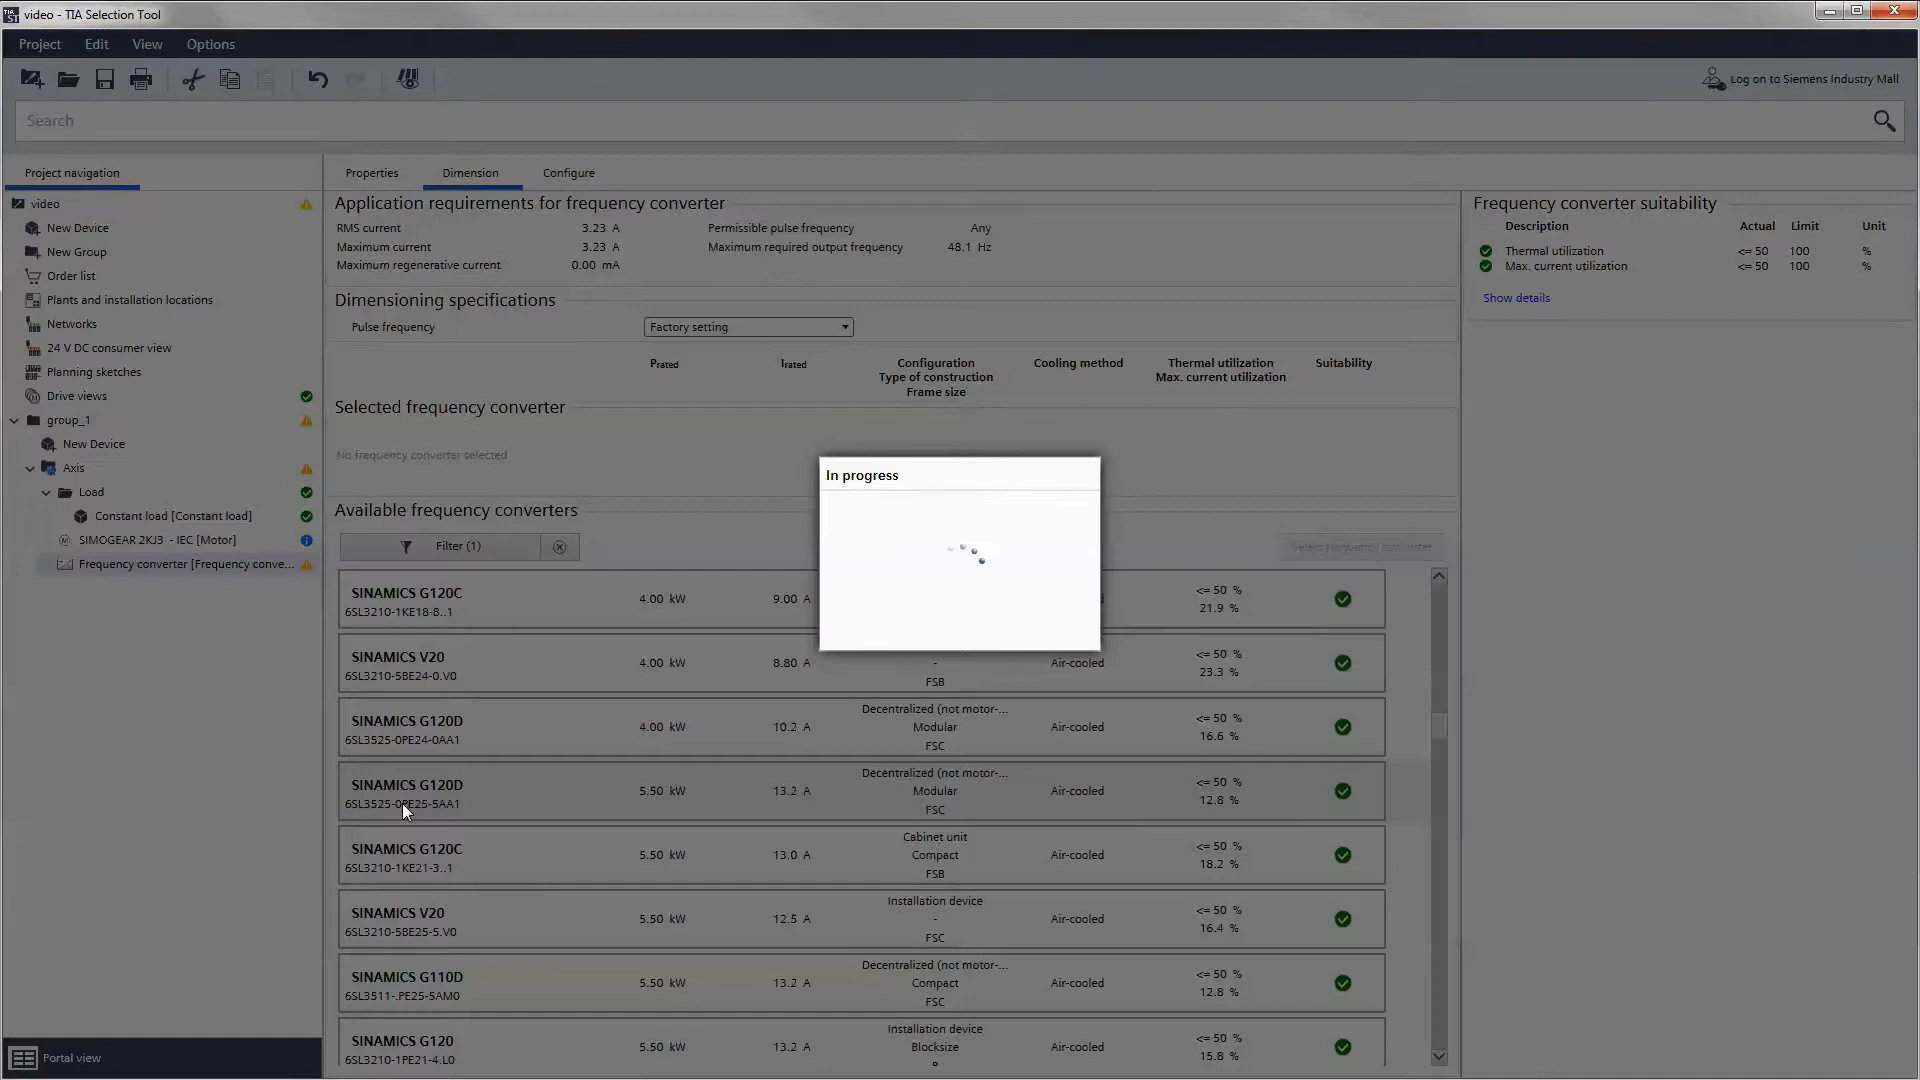 video - TIA Selection Tool
Project Edit View Options
Log on to Siemens Industry Mall
Search
Project navigation
video
New Device
New Group
Order list
Plants and installation locations
Networks
24 V DC consumer view
Planning sketches
Drive views
group_1
New Device
Axis
Load
Constant load [Constant load]
SIMOGEAR 2KJ3 - IEC [Motor]
Frequency converter [Frequency conve...
Portal view
Properties Dimension Configure
Application requirements for frequency converter
RMS current 3.23 A Permissible pulse frequency Any
Maximum current 3.23 A Maximum required output frequency 48.1 Hz
Maximum regenerative current 0.00 mA
Dimensioning specifications
Pulse frequency Factory setting
Prated Irated Configuration Cooling method Thermal utilization Suitability
Type of construction Max. current utilization
Frame size
Selected frequency converter
No frequency converter selected
In progress
Available frequency converters
Filter (1) Select frequency converter
SINAMICS G120C 4.00 kW 9.00 A <= 50 %
6SL3210-1KE18-8..1 21.9 %
SINAMICS V20 4.00 kW 8.80 A - Air-cooled <= 50 %
6SL3210-5BE24-0.V0 FSB 23.3 %
Decentralized (not motor-...
SINAMICS G120D 4.00 kW 10.2 A Modular Air-cooled <= 50 %
6SL3525-0PE24-0AA1 FSC 16.6 %
Decentralized (not motor-...
SINAMICS G120D 5.50 kW 13.2 A Modular Air-cooled <= 50 %
6SL3525-0PE25-5AA1 FSC 12.8 %
Cabinet unit
SINAMICS G120C 5.50 kW 13.0 A Compact Air-cooled <= 50 %
6SL3210-1KE21-3..1 FSB 18.2 %
Installation device
SINAMICS V20 5.50 kW 12.5 A - Air-cooled <= 50 %
6SL3210-5BE25-5.V0 FSC 16.4 %
Decentralized (not motor-...
SINAMICS G110D 5.50 kW 13.2 A Compact Air-cooled <= 50 %
6SL3511-.PE25-5AM0 FSC 12.8 %
Installation device
SINAMICS G120 5.50 kW 13.2 A Blocksize Air-cooled <= 50 %
6SL3210-1PE21-4.L0 15.8 %
Frequency converter suitability
Description Actual Limit Unit
Thermal utilization <= 50 100 %
Max. current utilization <= 50 100 %
Show details